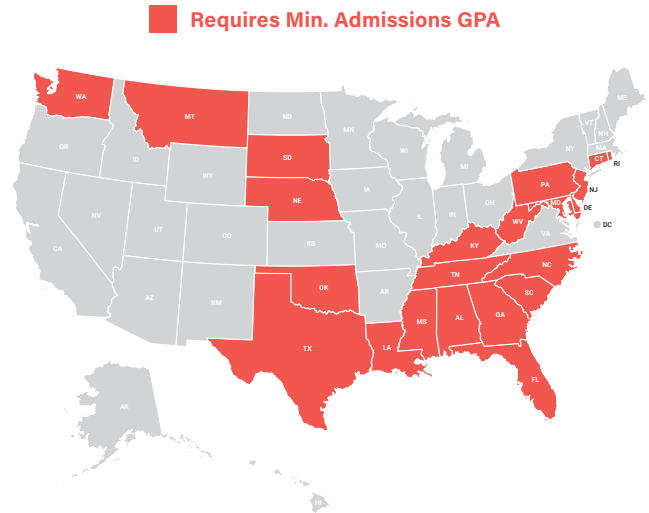 Requires Min. Admissions GPA
WA
MT
ND
MN
ME
VT
NH
OR
ID
SD
WI
MI
NY
MA
CT
RI
WY
NE
IA
PA
NJ
NV
UT
CO
KS
MO
IL
IN
OH
WV
MD
DE
DC
VA
CA
KY
NC
AZ
NM
OK
AR
TN
SC
TX
LA
MS
AL
GA
FL
AK
HI